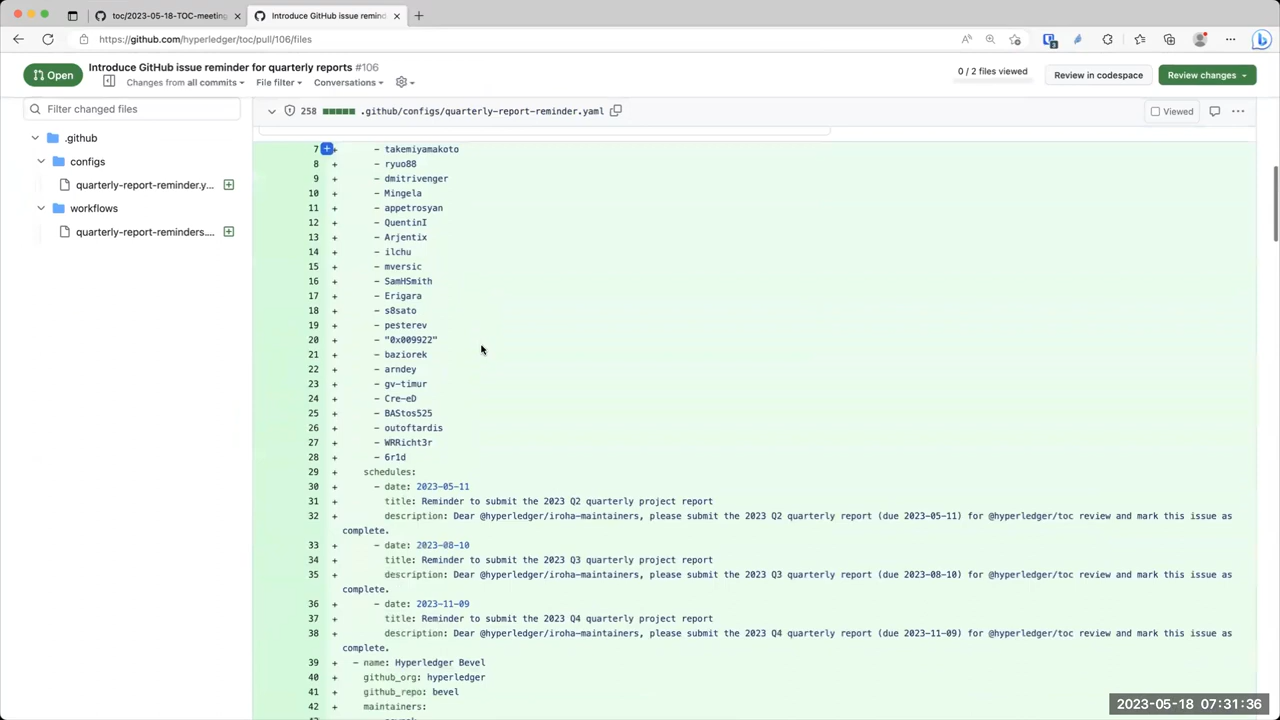 toc/2023-05-18-TOC-meeting
Introduce GitHub issue remind
https://github.com/hyperledger/toc/pull/106/files
Open
Introduce GitHub issue reminder for quarterly reports #106
Changes from all commits
File filter
Conversations
0 / 2 files viewed
Review in codespace
Review changes
Filter changed files
258 .github/configs/quarterly-report-reminder.yaml
Viewed
.github
configs
quarterly-report-reminder.y...
workflows
quarterly-report-reminders....
7 + - takemiyamakoto
8 + - ryuo88
9 + - dmitrivenger
10 + - Mingela
11 + - appetrosyan
12 + - QuentinI
13 + - Arjentix
14 + - ilchu
15 + - mversic
16 + - SamHSmith
17 + - Erigara
18 + - s8sato
19 + - pesterev
20 + - "0x009922"
21 + - baziorek
22 + - arndey
23 + - gv-timur
24 + - Cre-eD
25 + - BAStos525
26 + - outoftardis
27 + - WRRicht3r
28 + - 6r1d
29 + schedules:
30 + - date: 2023-05-11
31 + title: Reminder to submit the 2023 Q2 quarterly project report
32 + description: Dear @hyperledger/iroha-maintainers, please submit the 2023 Q2 quarterly report (due 2023-05-11) for @hyperledger/toc review and mark this issue as
complete.
33 + - date: 2023-08-10
34 + title: Reminder to submit the 2023 Q3 quarterly project report
35 + description: Dear @hyperledger/iroha-maintainers, please submit the 2023 Q3 quarterly report (due 2023-08-10) for @hyperledger/toc review and mark this issue as
complete.
36 + - date: 2023-11-09
37 + title: Reminder to submit the 2023 Q4 quarterly project report
38 + description: Dear @hyperledger/iroha-maintainers, please submit the 2023 Q4 quarterly report (due 2023-11-09) for @hyperledger/toc review and mark this issue as
complete.
39 + - name: Hyperledger Bevel
40 + github_org: hyperledger
41 + github_repo: bevel
42 + maintainers:
2023-05-18 07:31:36